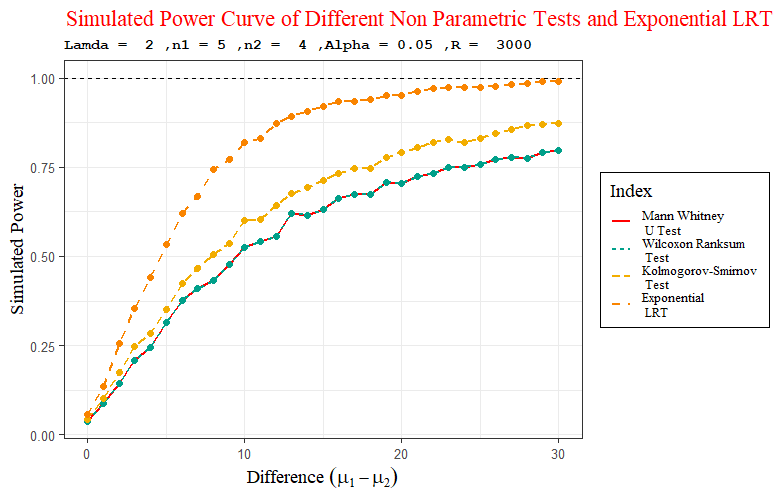 Simulated Power Curve of Different Non Parametric Tests and Exponential LRT
Lamda =  2 ,n1 = 5 ,n2 =  4 ,Alpha = 0.05 ,R =  3000
1.00
0.75
0.50
0.25
0.00
Simulated Power
0
10
20
30
Difference (μ1 − μ2)
Index
Mann Whitney
U Test
Wilcoxon Ranksum
Test
Kolmogorov-Smirnov
Test
Exponential
LRT